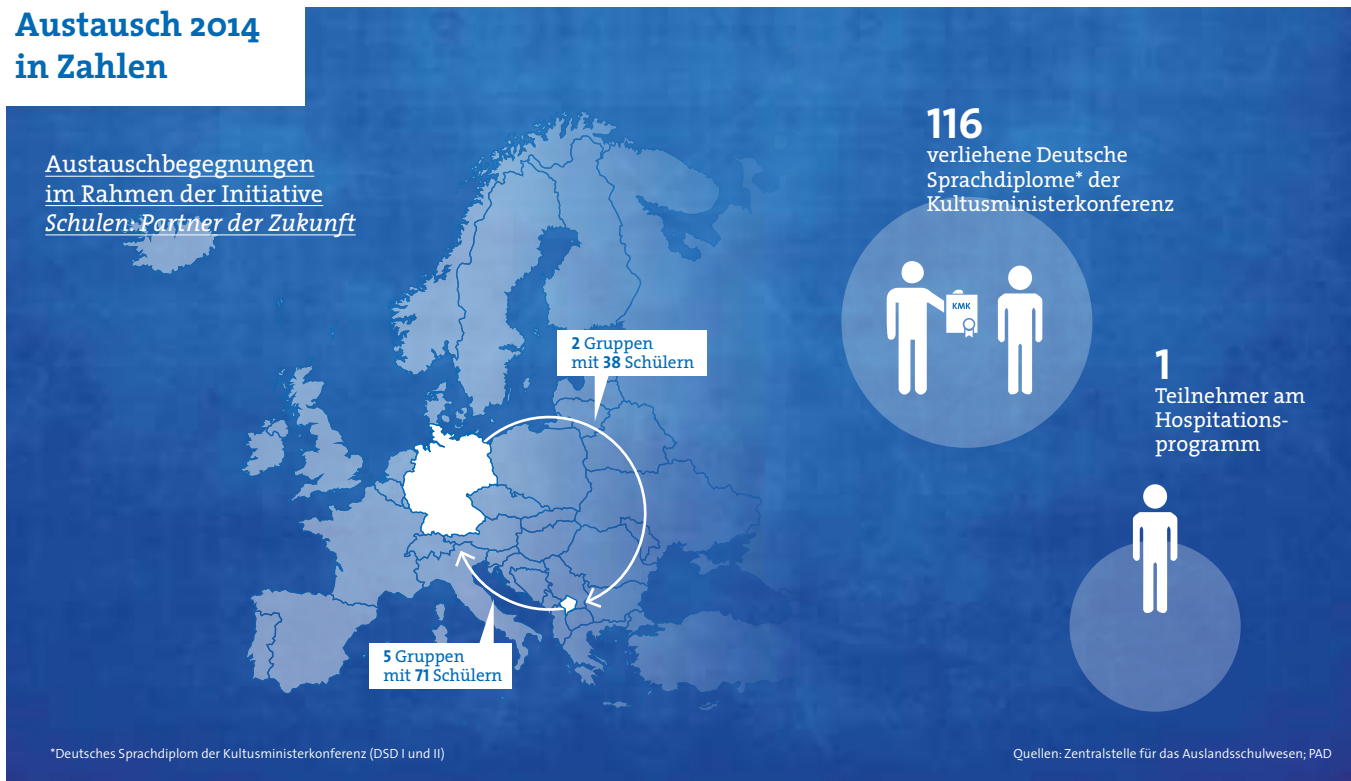 Austausch 2014
in Zahlen
Austauschbegegnungen
im Rahmen der Initiative
Schulen: Partner der Zukunft
116
verliehene Deutsche
Sprachdiplome* der
Kultusministerkonferenz
KMK
2 Gruppen
mit 38 Schülern
1
Teilnehmer am
Hospitations-
programm
5 Gruppen
mit 71 Schülern
*Deutsches Sprachdiplom der Kultusministerkonferenz (DSD I und II)
Quellen: Zentralstelle für das Auslandsschulwesen; PAD